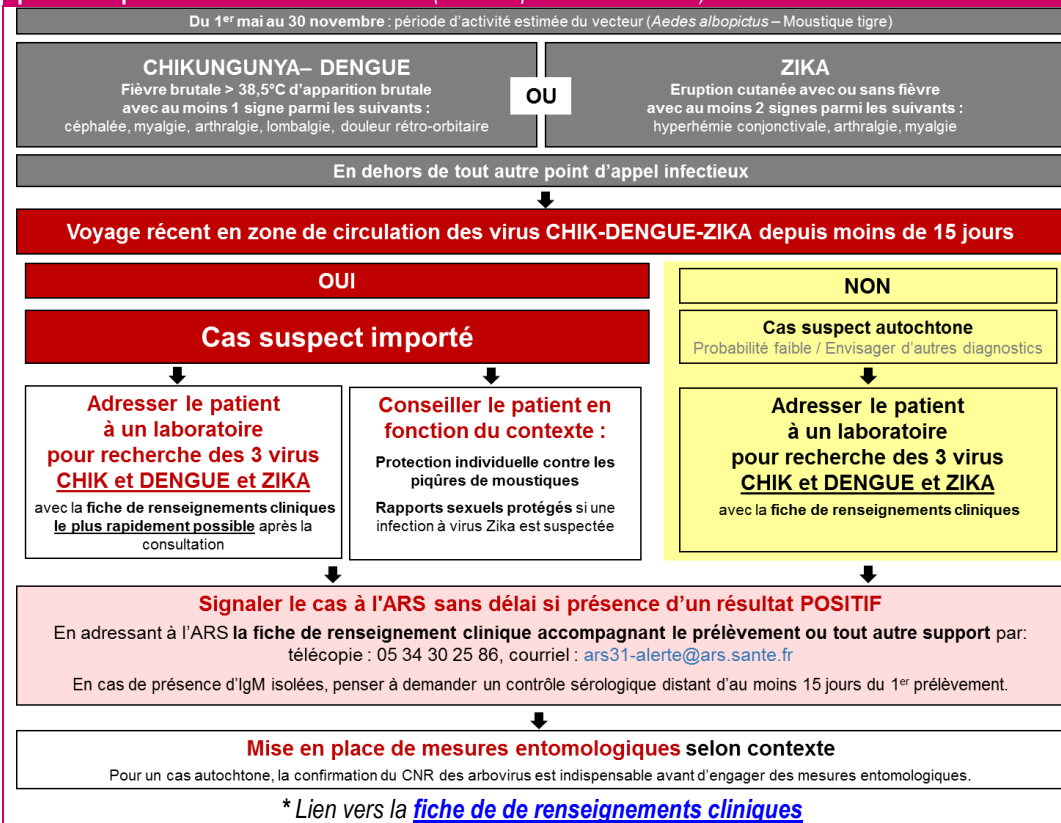 Du 1er mai au 30 novembre : période d'activité estimée du vecteur (Aedes albopictus – Moustique tigre)
CHIKUNGUNYA– DENGUE
Fièvre brutale > 38,5°C d'apparition brutale
avec au moins 1 signe parmi les suivants :
céphalée, myalgie, arthralgie, lombalgie, douleur rétro-orbitaire
OU
ZIKA
Eruption cutanée avec ou sans fièvre
avec au moins 2 signes parmi les suivants :
hyperhémie conjonctivale, arthralgie, myalgie
En dehors de tout autre point d'appel infectieux
Voyage récent en zone de circulation des virus CHIK-DENGUE-ZIKA depuis moins de 15 jours
OUI
Cas suspect importé
Adresser le patient
à un laboratoire
pour recherche des 3 virus
CHIK et DENGUE et ZIKA
avec la fiche de renseignements cliniques
le plus rapidement possible après la
consultation
Conseiller le patient en
fonction du contexte :
Protection individuelle contre les
piqûres de moustiques
Rapports sexuels protégés si une
infection à virus Zika est suspectée
NON
Cas suspect autochtone
Probabilité faible / Envisager d'autres diagnostics
Adresser le patient
à un laboratoire
pour recherche des 3 virus
CHIK et DENGUE et ZIKA
avec la fiche de renseignements cliniques
Signaler le cas à l'ARS sans délai si présence d'un résultat POSITIF
En adressant à l'ARS la fiche de renseignement clinique accompagnant le prélèvement ou tout autre support par:
télécopie : 05 34 30 25 86, courriel : ars31-alerte@ars.sante.fr
En cas de présence d'IgM isolées, penser à demander un contrôle sérologique distant d'au moins 15 jours du 1er prélèvement.
Mise en place de mesures entomologiques selon contexte
Pour un cas autochtone, la confirmation du CNR des arbovirus est indispensable avant d'engager des mesures entomologiques.
* Lien vers la fiche de de renseignements cliniques